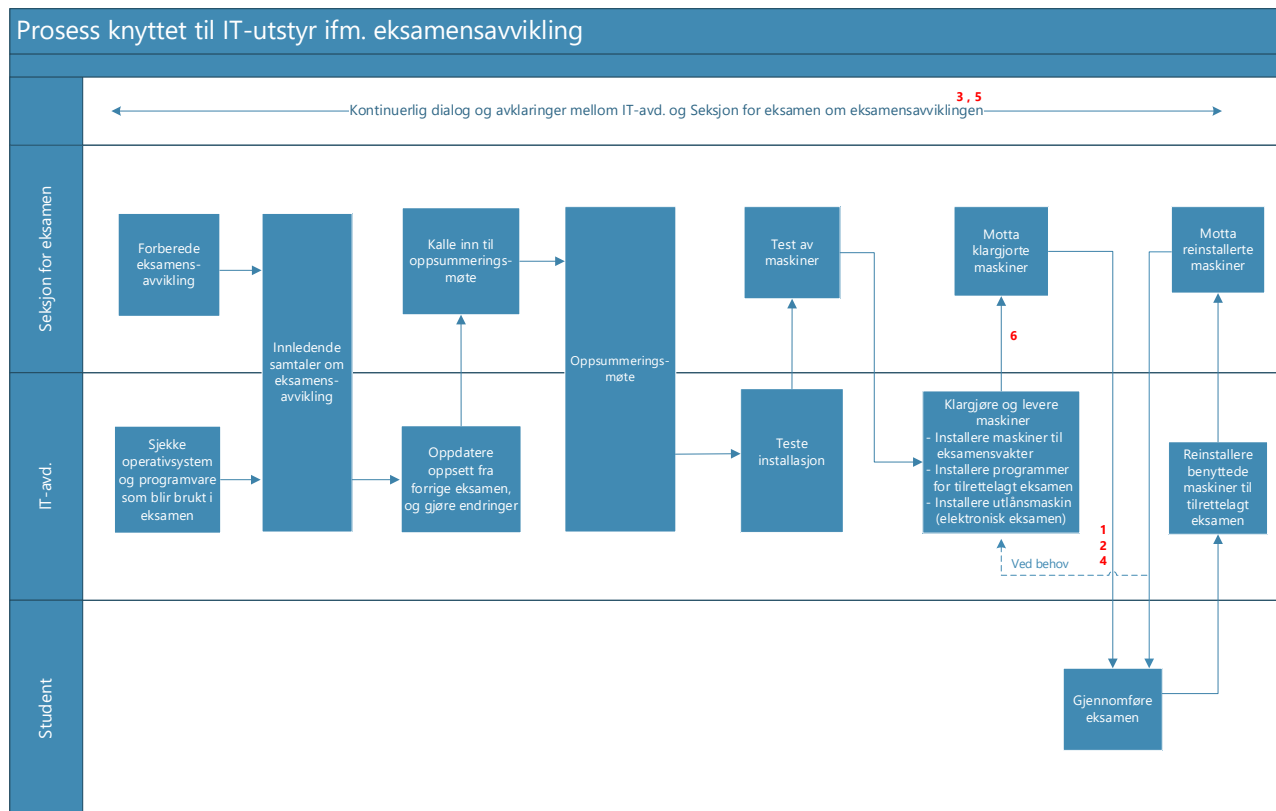 Prosess knyttet til IT-utstyr ifm. eksamensavvikling
3 , 5
Kontinuerlig dialog og avklaringer mellom IT-avd. og Seksjon for eksamen om eksamensavviklingen
Seksjon for eksamen
Forberede
eksamens-
avvikling
Innledende
samtaler om
eksamens-
avvikling
Kalle inn til
oppsummerings-
møte
Oppsummerings-
møte
Test av
maskiner
Motta
klargjorte
maskiner
Motta
reinstallerte
maskiner
6
IT-avd.
Sjekke
operativsystem
og programvare
som blir brukt i
eksamen
Oppdatere
oppsett fra
forrige eksamen,
og gjøre endringer
Teste
installasjon
Klargjøre og levere
maskiner
- Installere maskiner til
eksamensvakter
- Installere programmer
for tilrettelagt eksamen
- Installere utlånsmaskin
(elektronisk eksamen)
1
2
4
Ved behov
Reinstallere
benyttede
maskiner til
tilrettelagt
eksamen
Student
Gjennomføre
eksamen